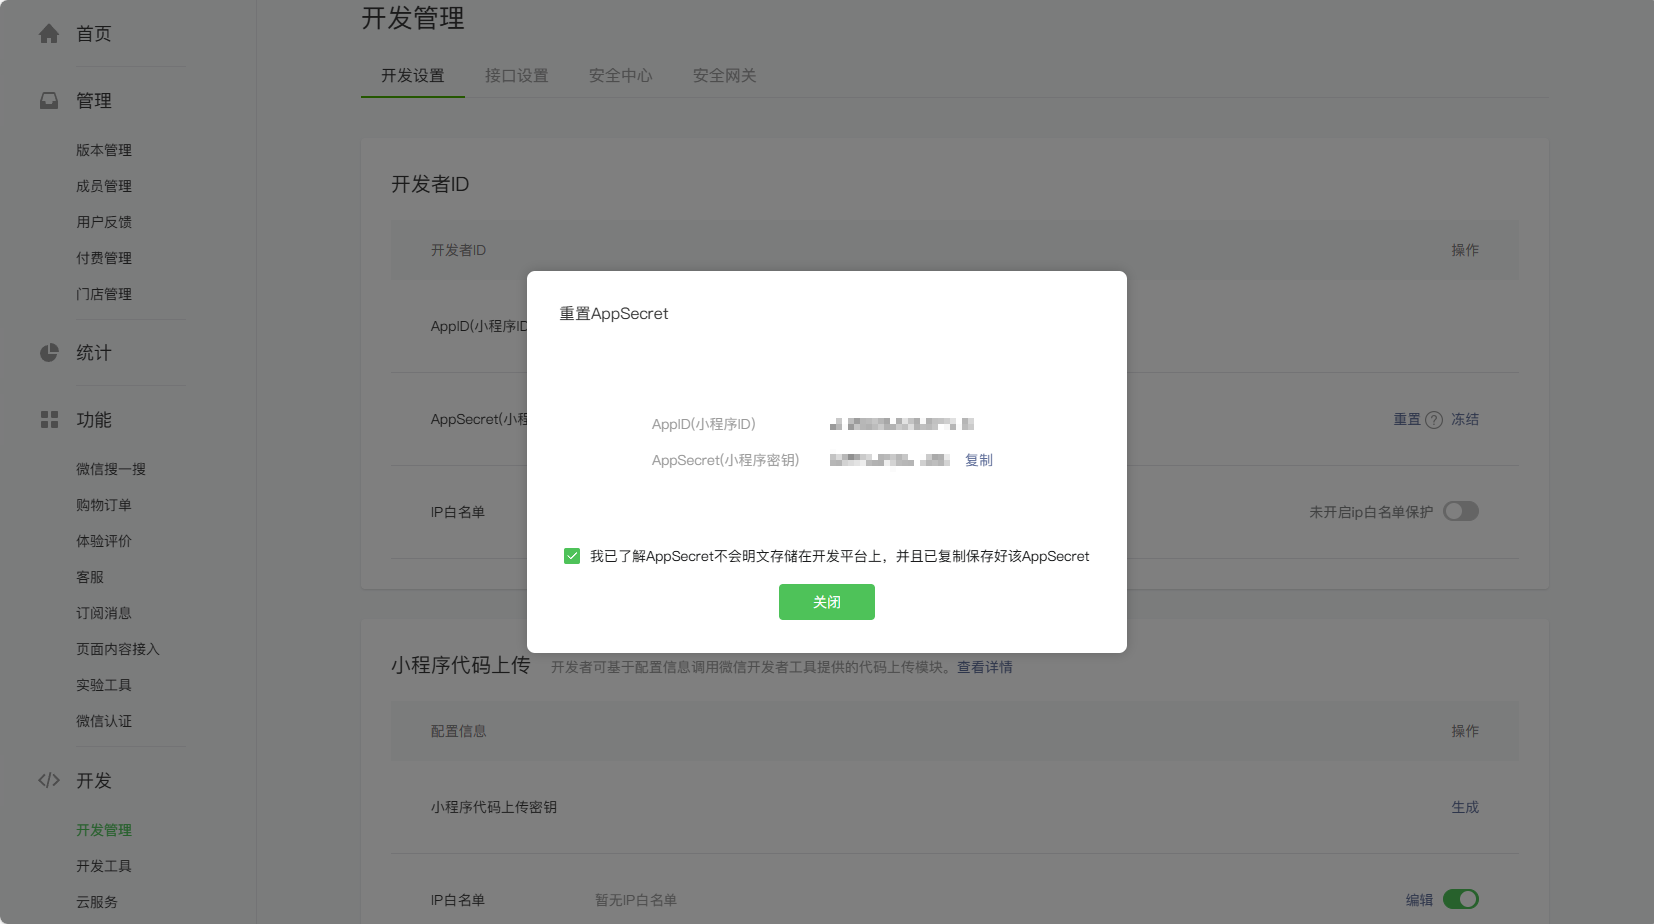 首页
管理
版本管理
成员管理
用户反馈
付费管理
门店管理
统计
功能
微信搜一搜
购物订单
体验评价
客服
订阅消息
页面内容接入
实验工具
微信认证
开发
开发管理
开发工具
云服务
开发管理
开发设置 接口设置 安全中心 安全网关
开发者ID
开发者ID 操作
AppID(小程序ID
AppSecret(小程 重置 ? 冻结
IP白名单 未开启ip白名单保护
重置AppSecret
AppID(小程序ID)
AppSecret(小程序密钥) 复制
我已了解AppSecret不会明文存储在开发平台上，并且已复制保存好该AppSecret
关闭
小程序代码上传 开发者可基于配置信息调用微信开发者工具提供的代码上传模块。查看详情
配置信息 操作
小程序代码上传密钥 生成
IP白名单 暂无IP白名单 编辑